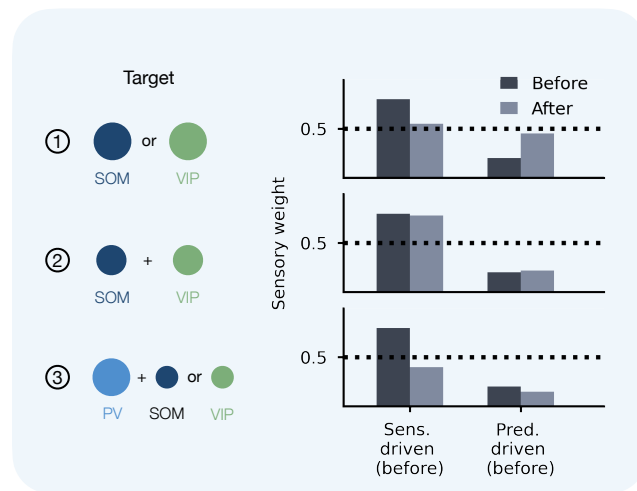 Target
① or
SOM VIP
② +
SOM VIP
③ + or
PV SOM VIP
Sensory weight
Before
After
0.5
0.5
0.5
Sens.
driven
(before)
Pred.
driven
(before)